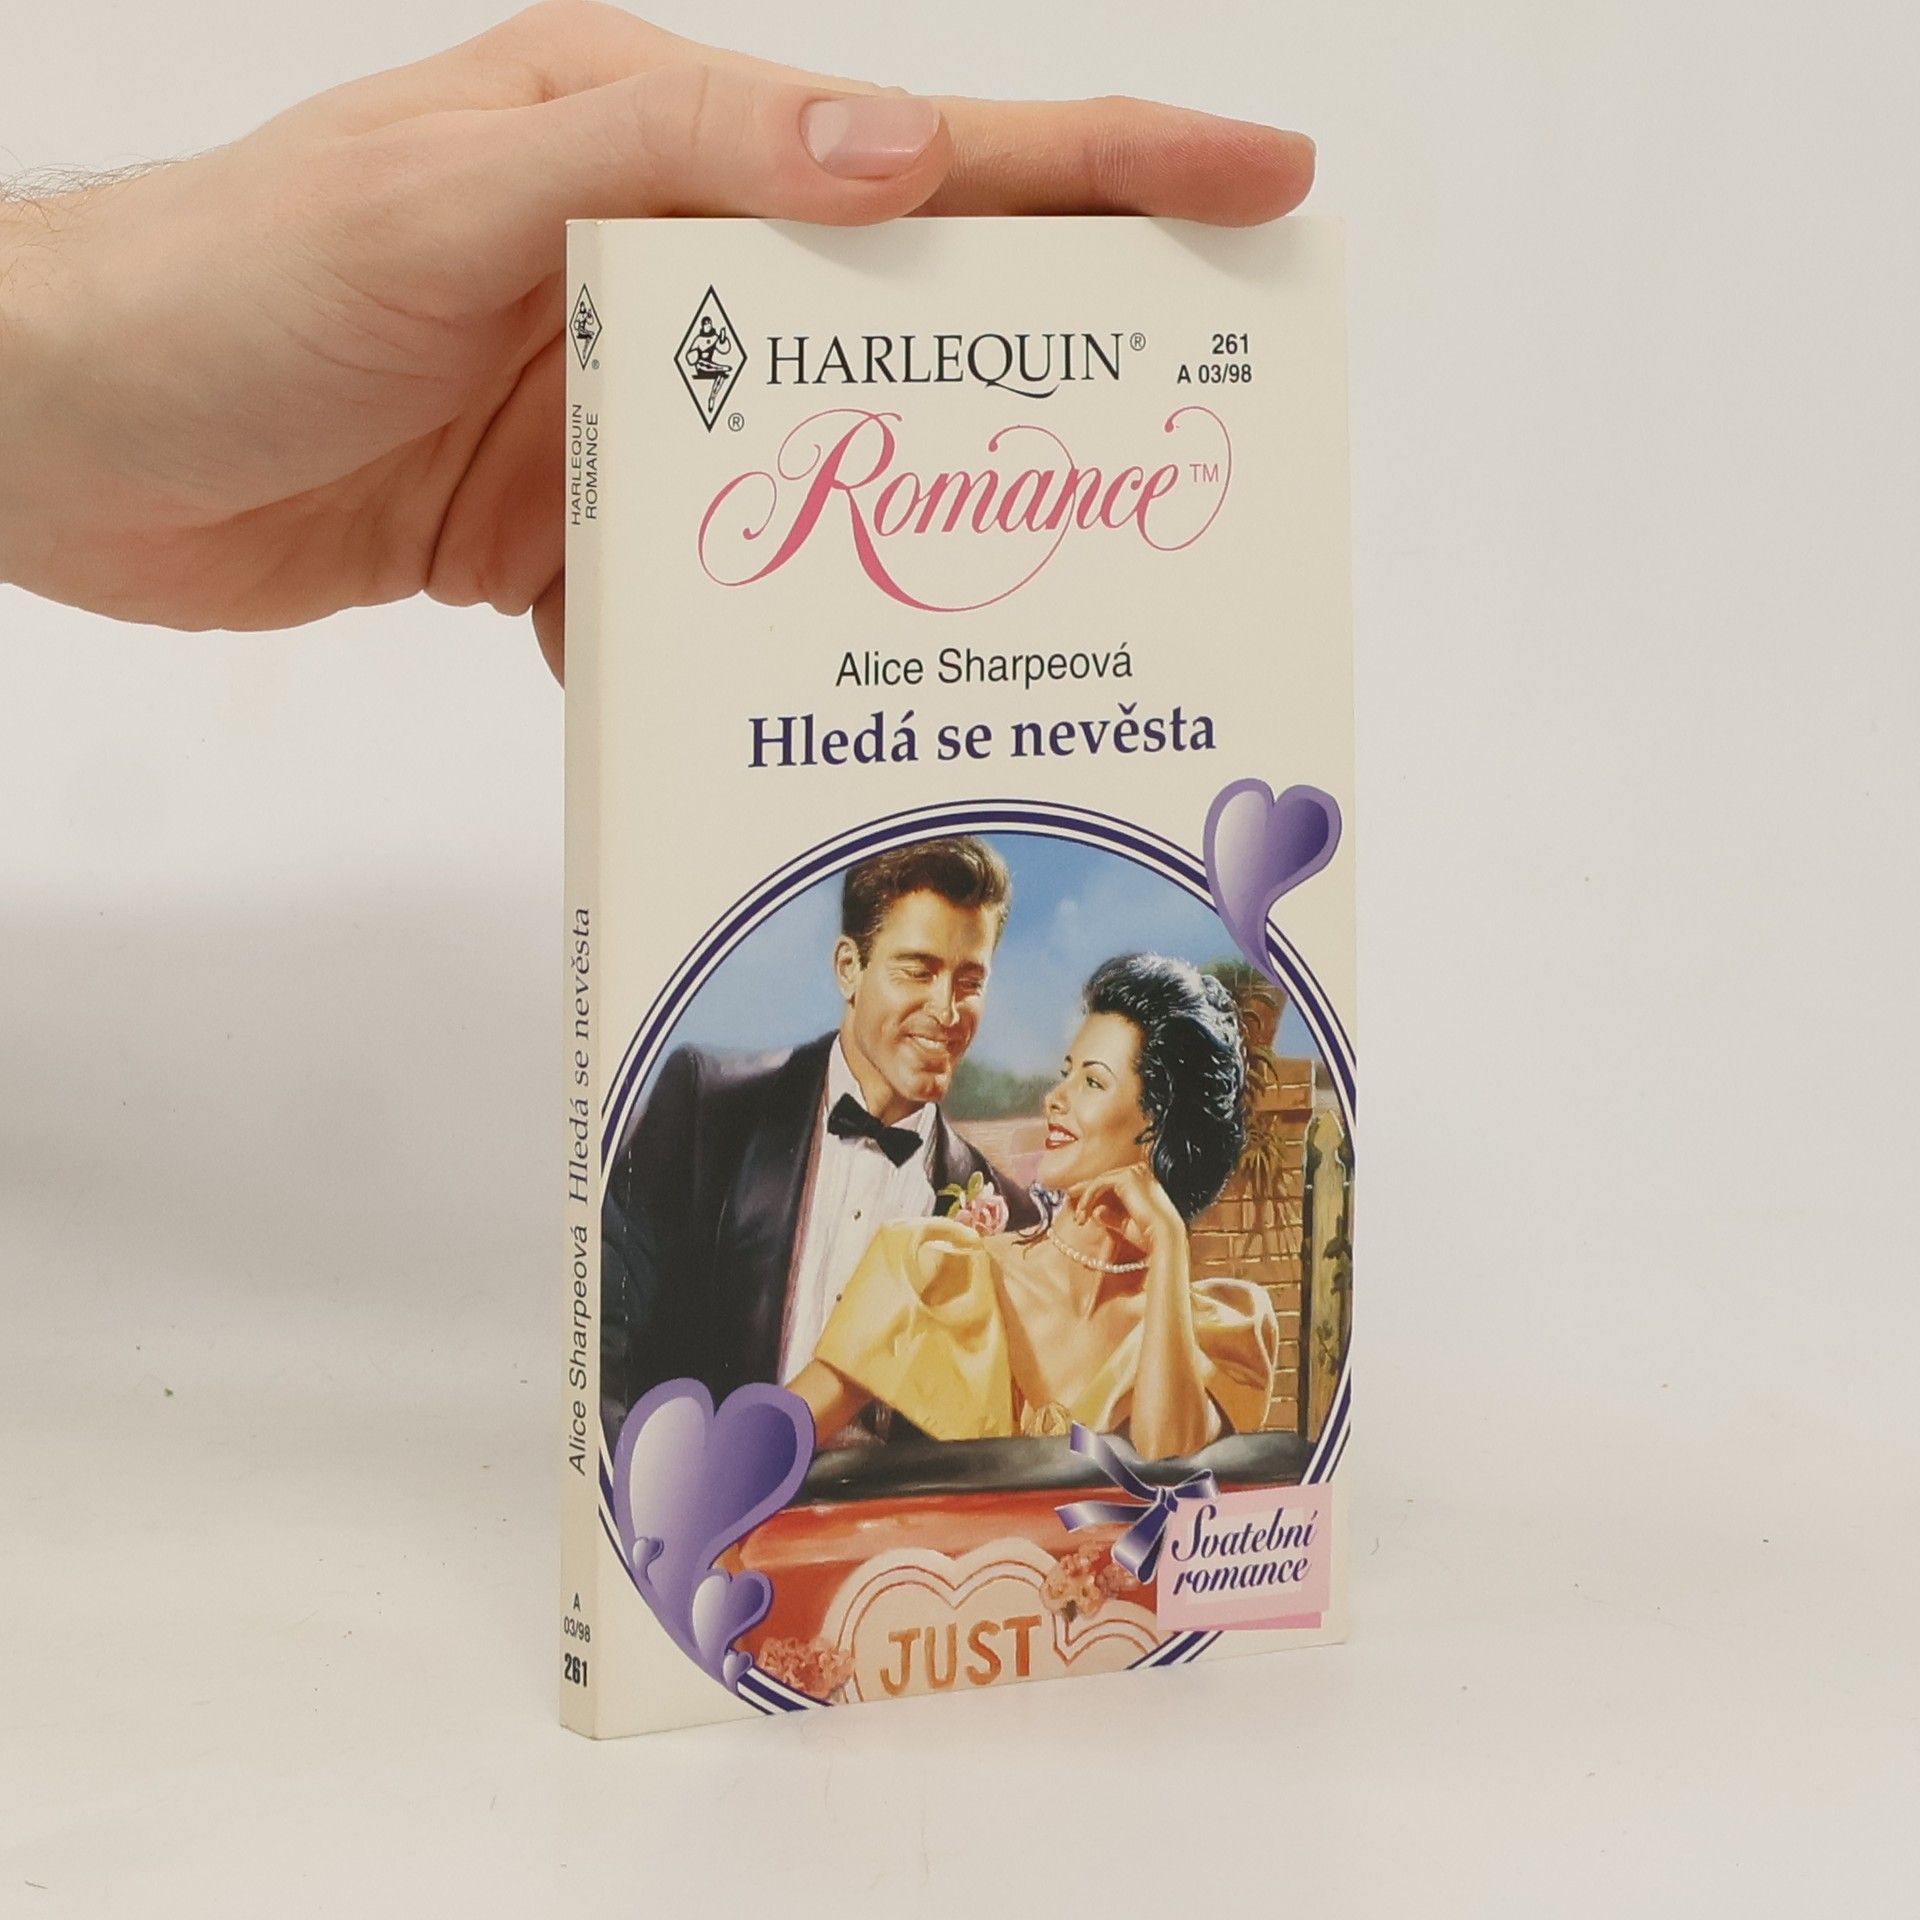 HARLEQUIN®
261
A 03/98
®
Romance™
Alice Sharpeová
Hledá se nevěsta
Svatební
romance
JUST
®
HARLEQUIN
ROMANCE
Alice Sharpeová Hledá se nevěsta
A
03/98
261